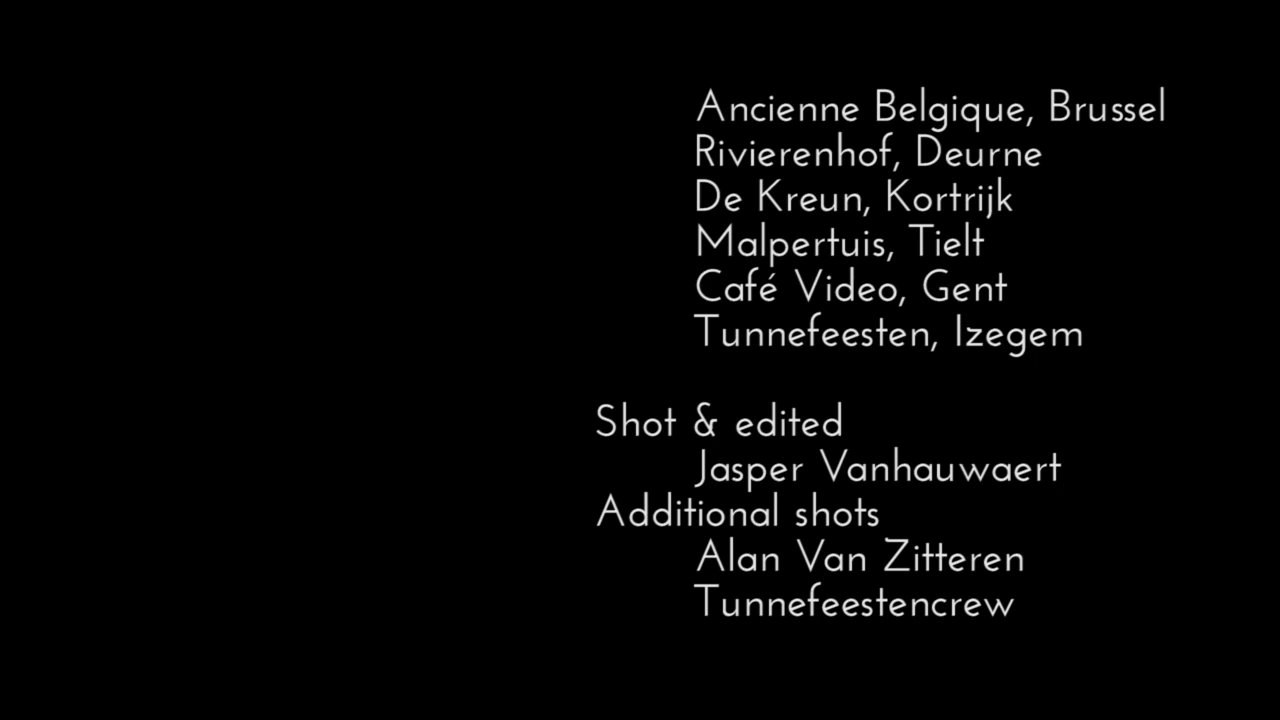 Ancienne Belgique, Brussel
Rivierenhof, Deurne
De Kreun, Kortrijk
Malpertuis, Tielt
Café Video, Gent
Tunnefeesten, Izegem
Shot & edited
Jasper Vanhauwaert
Additional shots
Alan Van Zitteren
Tunnefeestencrew